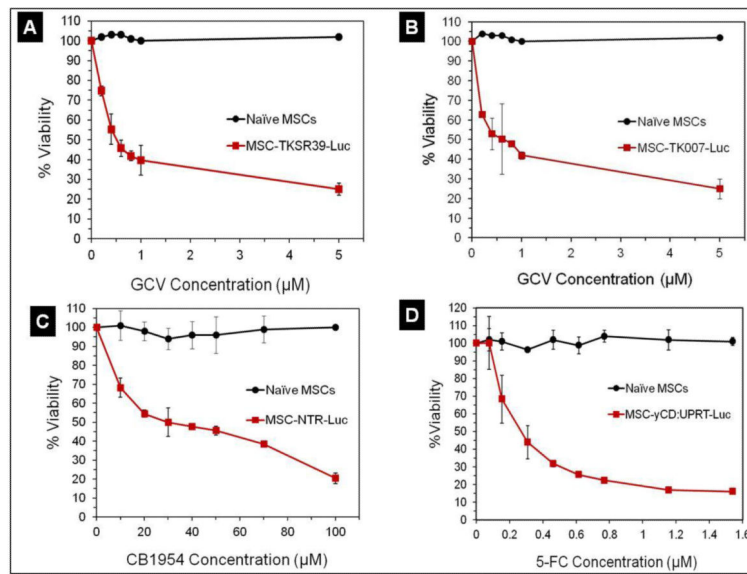 A
% Viability
110
100
90
80
70
60
50
40
30
20
10
0
Naïve MSCs
MSC-TKSR39-Luc
0 1 2 3 4 5
GCV Concentration (µM)
B
% Viability
110
100
90
80
70
60
50
40
30
20
10
0
Naïve MSCs
MSC-TK007-Luc
0 1 2 3 4 5
GCV Concentration (µM)
C
% Viability
110
100
90
80
70
60
50
40
30
20
10
0
Naïve MSCs
MSC-NTR-Luc
0 20 40 60 80 100
CB1954 Concentration (µM)
D
%Viability
120
110
100
90
80
70
60
50
40
30
20
10
0
Naïve MSCs
MSC-yCD:UPRT-Luc
0 0.2 0.4 0.6 0.8 1 1.2 1.4 1.6
5-FC Concentration (µM)